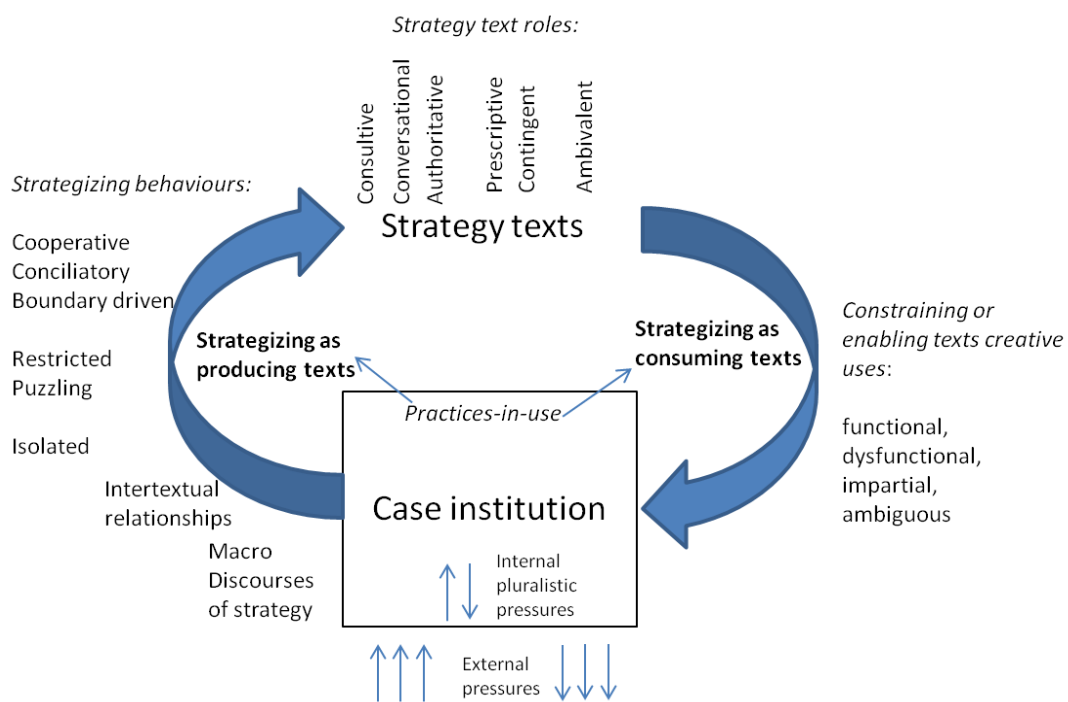 Strategy text roles:
Consultive
Conversational
Authoritative
Prescriptive
Contingent
Ambivalent
Strategy texts
Strategizing behaviours:
Cooperative
Conciliatory
Boundary driven
Restricted
Puzzling
Isolated
Intertextual
relationships
Macro
Discourses
of strategy
Strategizing as
producing texts
Strategizing as
consuming texts
Practices-in-use
Constraining or
enabling texts creative
uses:
functional,
dysfunctional,
impartial,
ambiguous
Case institution
Internal
pluralistic
pressures
External
pressures